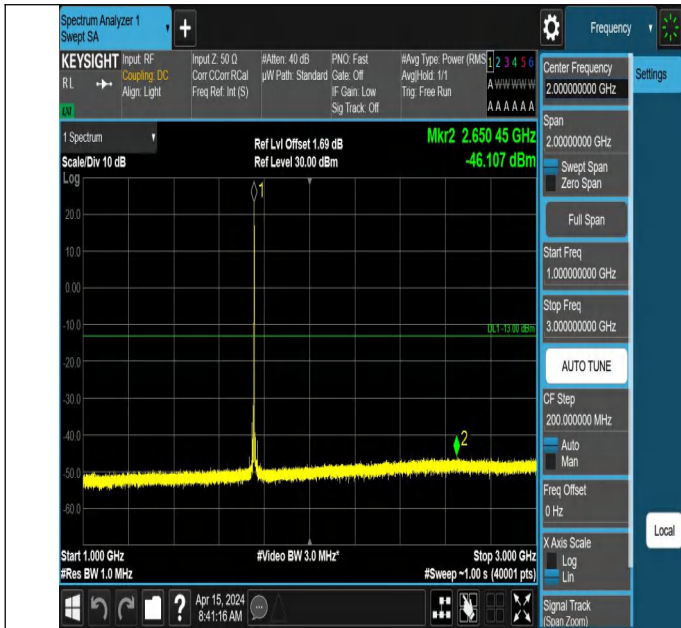 Spectrum Analyzer 1
Swept SA
Frequency
KEYSIGHT
RL
Input: RF
Coupling: DC
Align: Light
Input Z: 50 Ω
Corr CCorr RCal
Freq Ref: Int (S)
#Atten: 40 dB
µW Path: Standard
PNO: Fast
Gate: Off
IF Gain: Low
Sig Track: Off
#Avg Type: Power (RMS
Avg|Hold: 1/1
Trig: Free Run
1 2 3 4 5 6
A W W W W W
A A A A A A
1 Spectrum
Scale/Div 10 dB
Ref Lvl Offset 1.69 dB
Ref Level 30.00 dBm
Mkr2 2.650 45 GHz
-46.107 dBm
Log
1
20.0
10.0
0.00
-10.0
DL1 -13.00 dBm
-20.0
-30.0
-40.0
2
-50.0
-60.0
Start 1.000 GHz
#Video BW 3.0 MHz*
Stop 3.000 GHz
#Res BW 1.0 MHz
#Sweep ~1.00 s (40001 pts)
?
Apr 15, 2024
8:41:16 AM
Center Frequency
2.000000000 GHz
Settings
Span
2.00000000 GHz
Swept Span
Zero Span
Full Span
Start Freq
1.000000000 GHz
Stop Freq
3.000000000 GHz
AUTO TUNE
CF Step
200.000000 MHz
Auto
Man
Freq Offset
0 Hz
Local
X Axis Scale
Log
Lin
Signal Track
(Span Zoom)